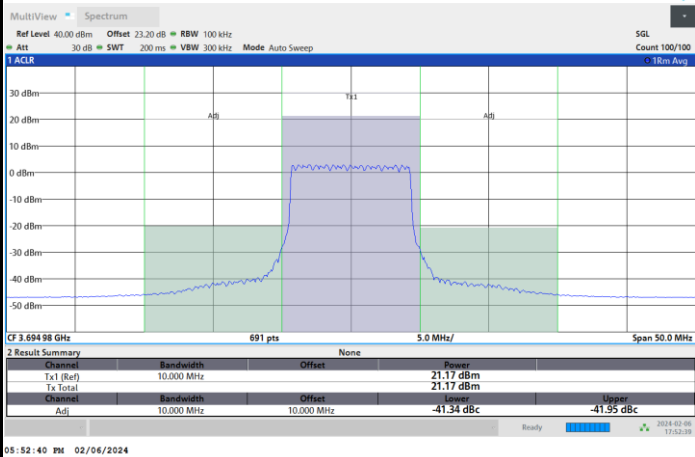 MultiView Spectrum
Ref Level 40.00 dBm Offset 23.20 dB RBW 100 kHz SGL
Att 30 dB SWT 200 ms VBW 300 kHz Mode Auto Sweep Count 100/100
1 ACLR 1Rm Avg
30 dBm
Tx1
20 dBm
Adj Adj
10 dBm
0 dBm
-10 dBm
-20 dBm
-30 dBm
-40 dBm
-50 dBm
CF 3.694 98 GHz 691 pts 5.0 MHz/ Span 50.0 MHz
2 Result Summary None
Channel Bandwidth Offset Power
Tx1 (Ref) 10.000 MHz 21.17 dBm
Tx Total 21.17 dBm
Channel Bandwidth Offset Lower Upper
Adj 10.000 MHz 10.000 MHz -41.34 dBc -41.95 dBc
Ready 2024-02-06
17:52:39
05:52:40 PM 02/06/2024